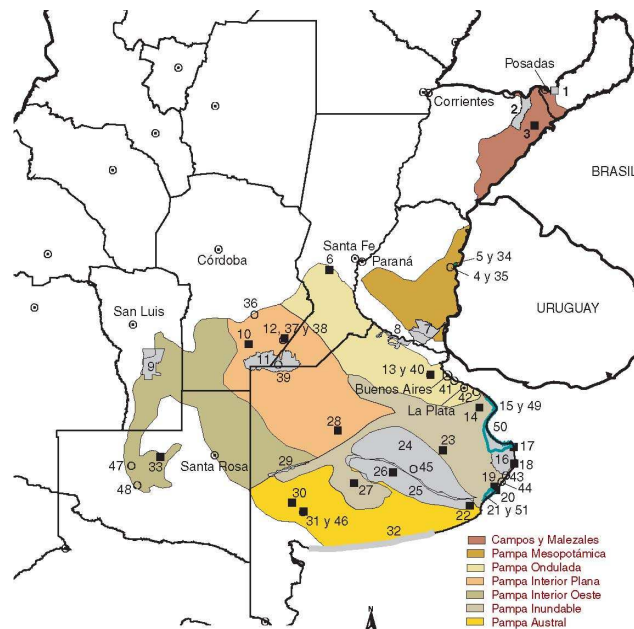 Posadas
1
Corrientes
2
3
BRASIL
Santa Fe
Paraná
6
5 y 34
4 y 35
Córdoba
URUGUAY
San Luis
36
12, 37 y 38
8
7
10
11
39
9
13 y 40
Buenos Aires
41
42
La Plata
14
15 y 49
50
28
24
23
17
16
18
47
33
Santa Rosa
29
26
45
19
43
44
48
27
25
20
30
22
21 y 51
31 y 46
32
Campos y Malezales
Pampa Mesopotámica
Pampa Ondulada
Pampa Interior Plana
Pampa Interior Oeste
Pampa Inundable
Pampa Austral
N